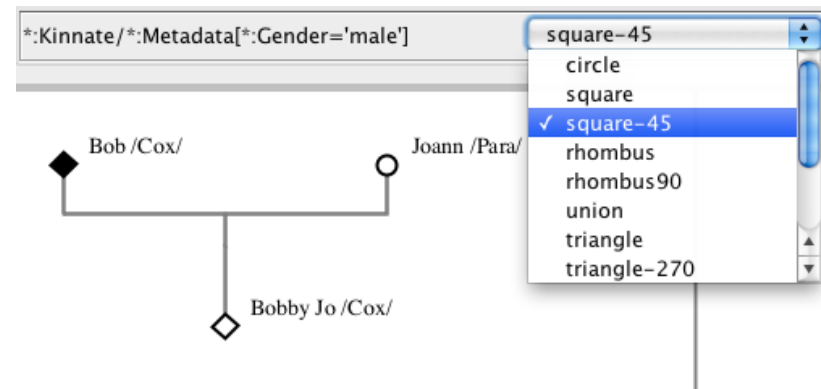 *:Kinnate/*:Metadata[*:Gender='male']
square-45
circle
square
✓ square-45
rhombus
rhombus90
union
triangle
triangle-270
Bob /Cox/
Joann /Para/
Bobby Jo /Cox/